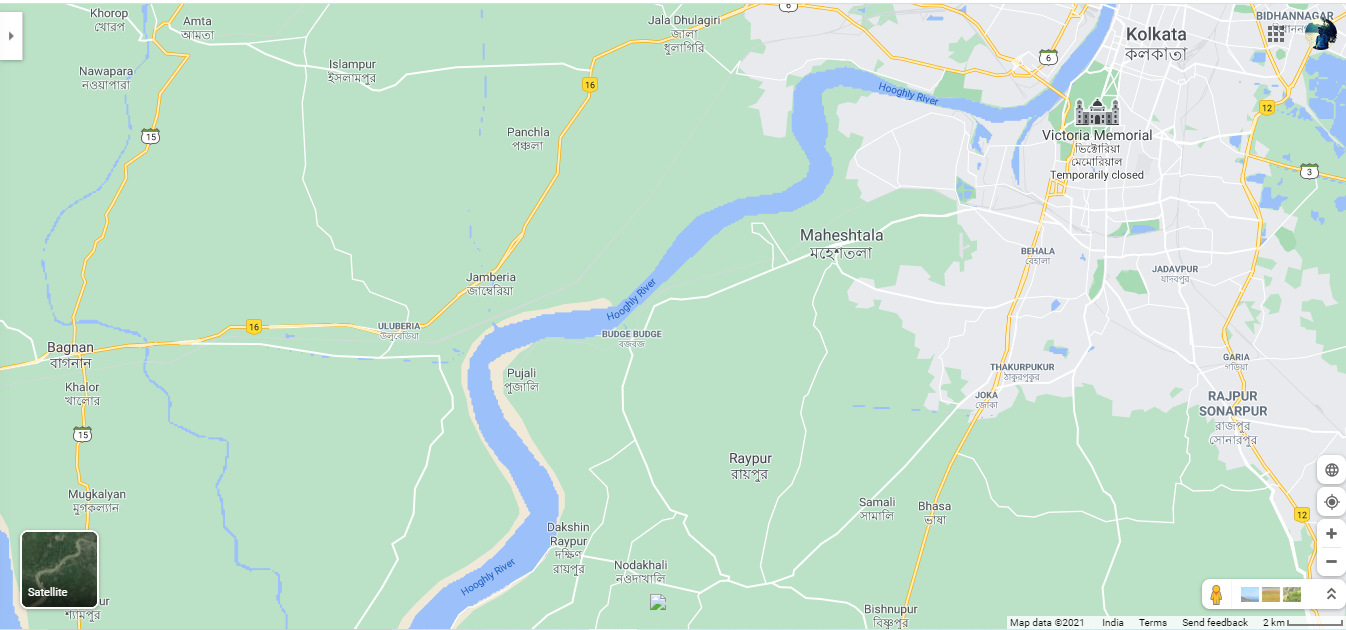 Khorop
খোরপ
Amta
আমতা
Jala Dhulagiri
জালা
ধুলাগিরি
6
Kolkata
কলকাতা
BIDHANNAGAR
6
Islampur
ইসলামপুর
Nawapara
নওয়াপারা
16
Hooghly River
12
15
Panchla
পঞ্চলা
Victoria Memorial
ভিক্টোরিয়া
মেমোরিয়াল
Temporarily closed
3
Maheshtala
মহেশতলা
BEHALA
বেহালা
JADAVPUR
যাদবপুর
Jamberia
জাম্বেরিয়া
Hooghly River
16
ULUBERIA
উলুবেড়িয়া
BUDGE BUDGE
বজবজ
Bagnan
বাগনান
GARIA
গড়িয়া
Pujali
পুজালি
THAKURPUKUR
ঠাকুরপুকুর
Khalor
খালোর
JOKA
জোকা
RAJPUR
SONARPUR
রাজপুর
সোনারপুর
15
Raypur
রায়পুর
Mugkalyan
মুগকল্যান
Samali
সামালি
Bhasa
ভাষা
12
Dakshin
Raypur
দক্ষিণ
রায়পুর
Hooghly River
Nodakhali
নওদাখালি
Satellite
ur
শ্যামপুর
Bishnupur
বিষ্ণুপুর
Map data ©2021 India Terms Send feedback 2 km